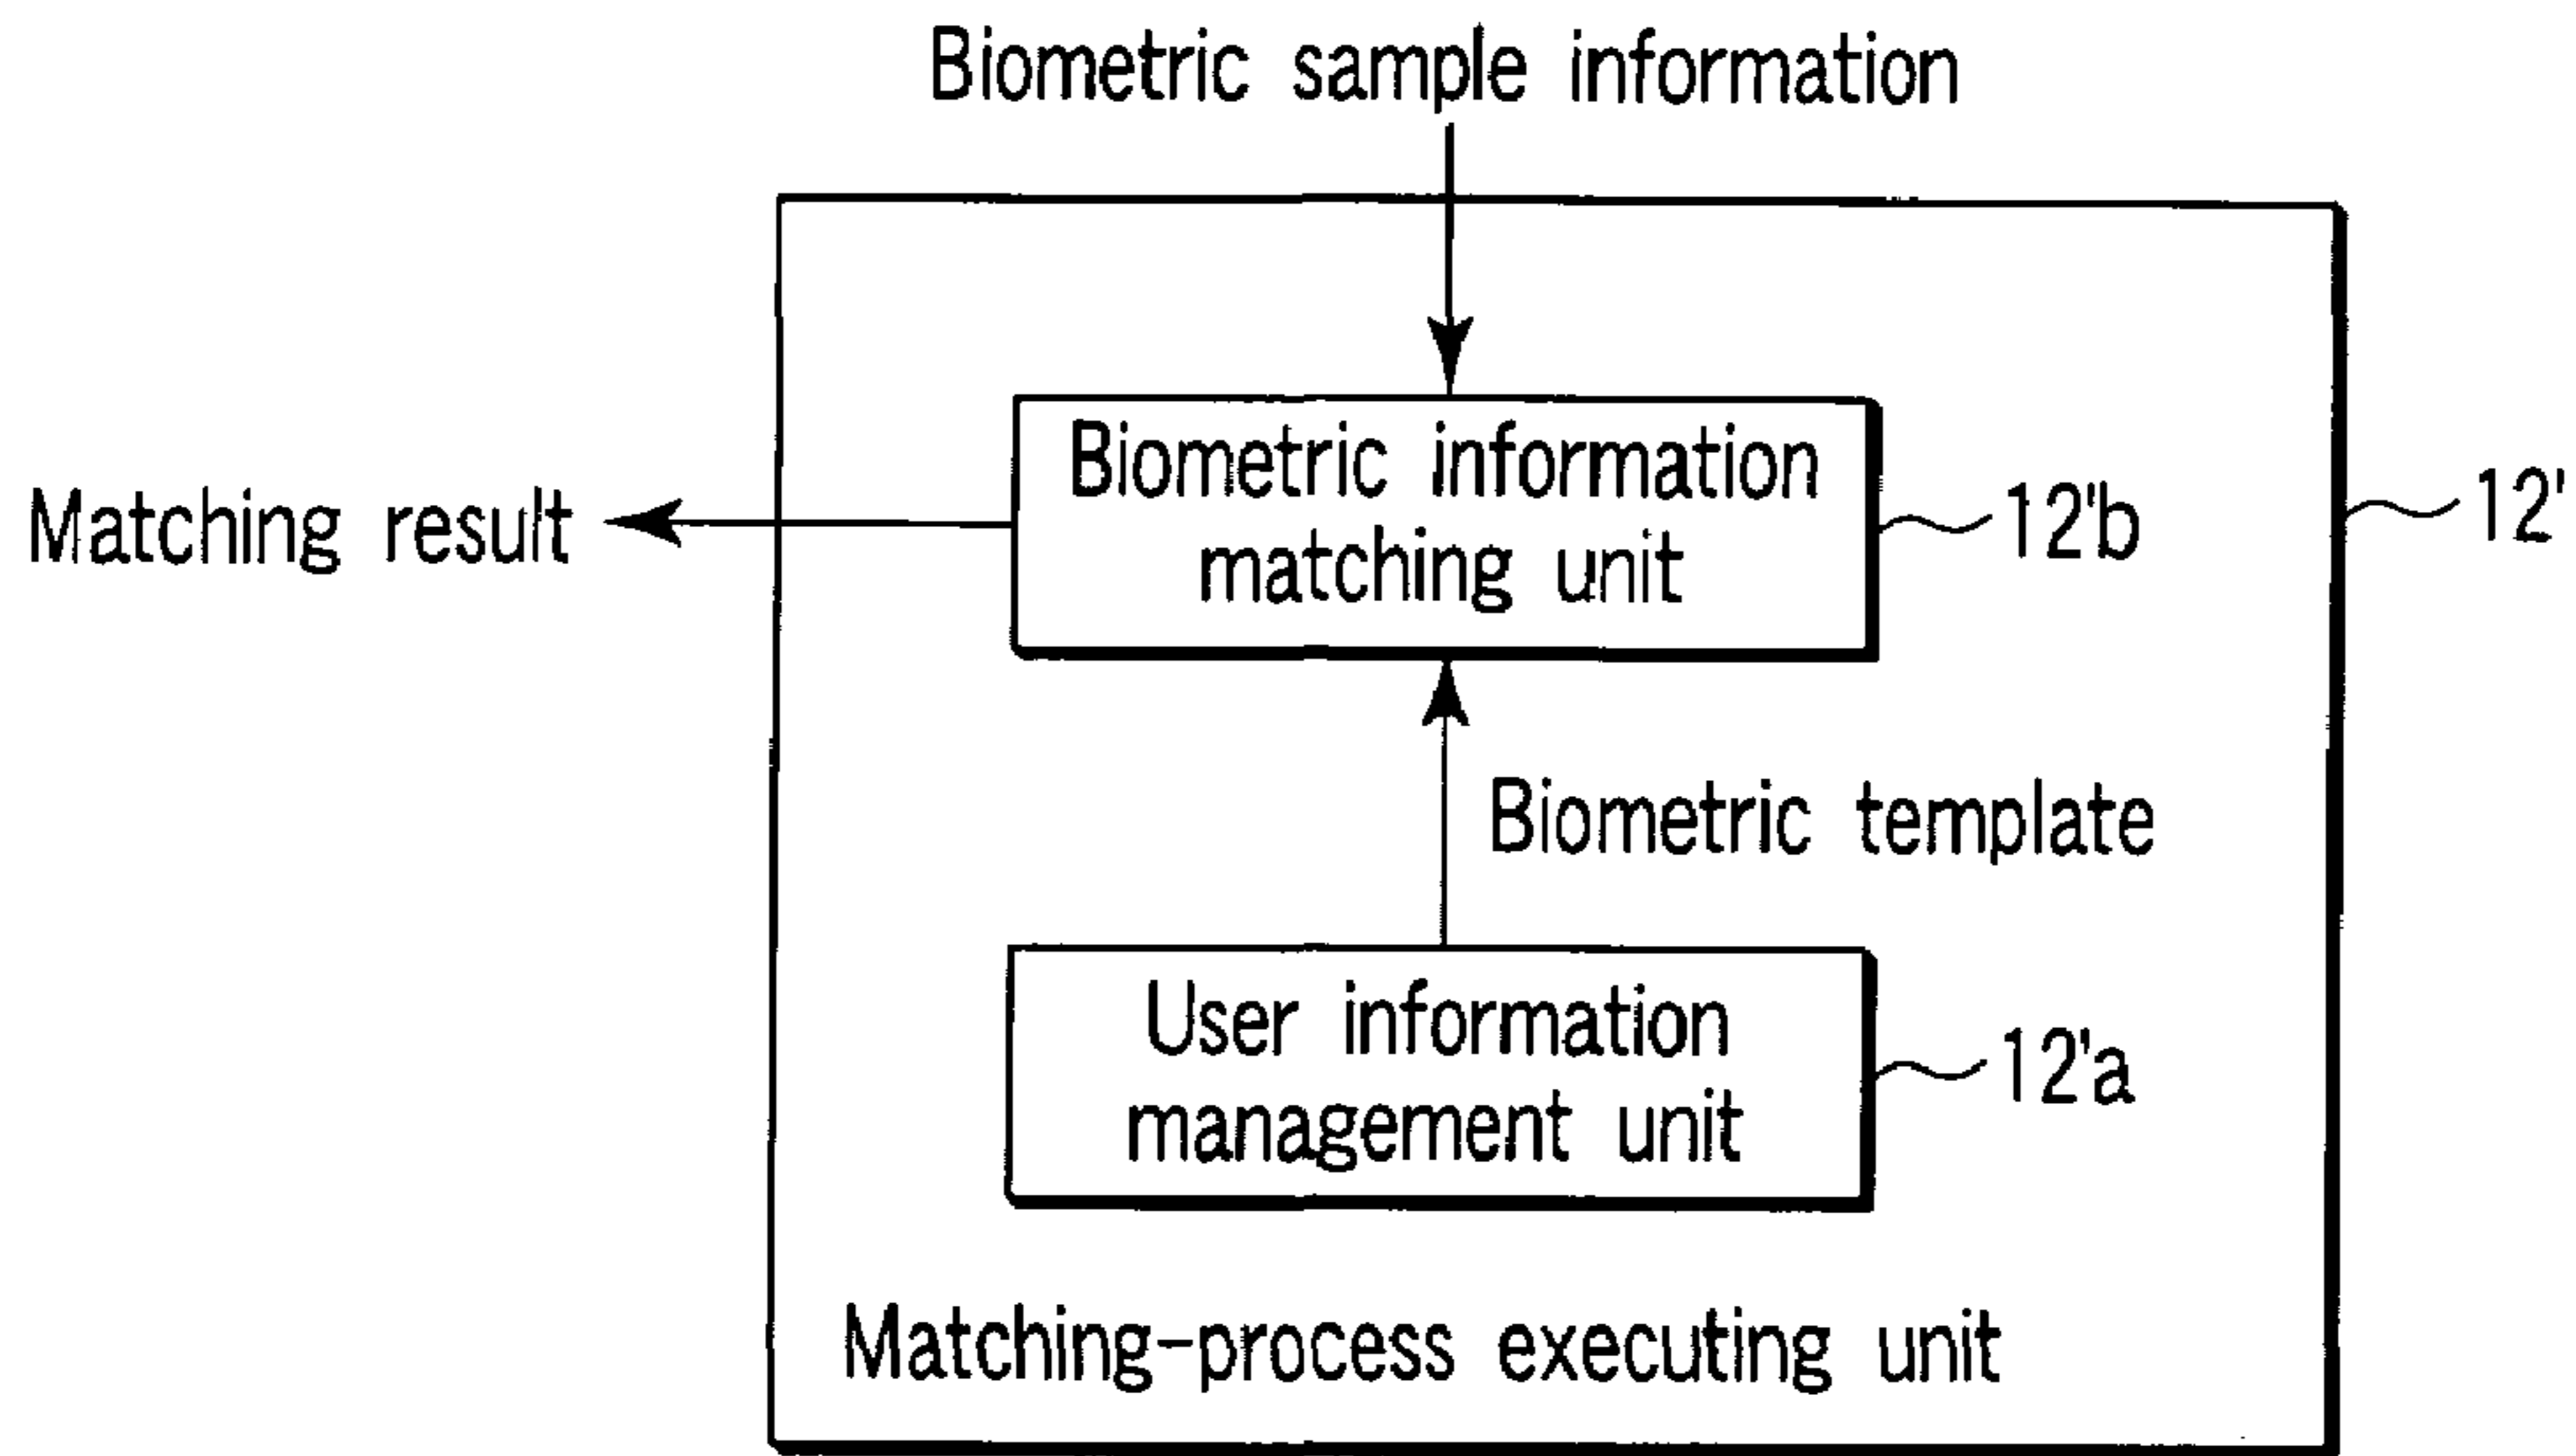 Biometric sample information
Biometric information
matching unit
Matching result
12'b
12'
Biometric template
User information
management unit
12'a
Matching-process executing unit